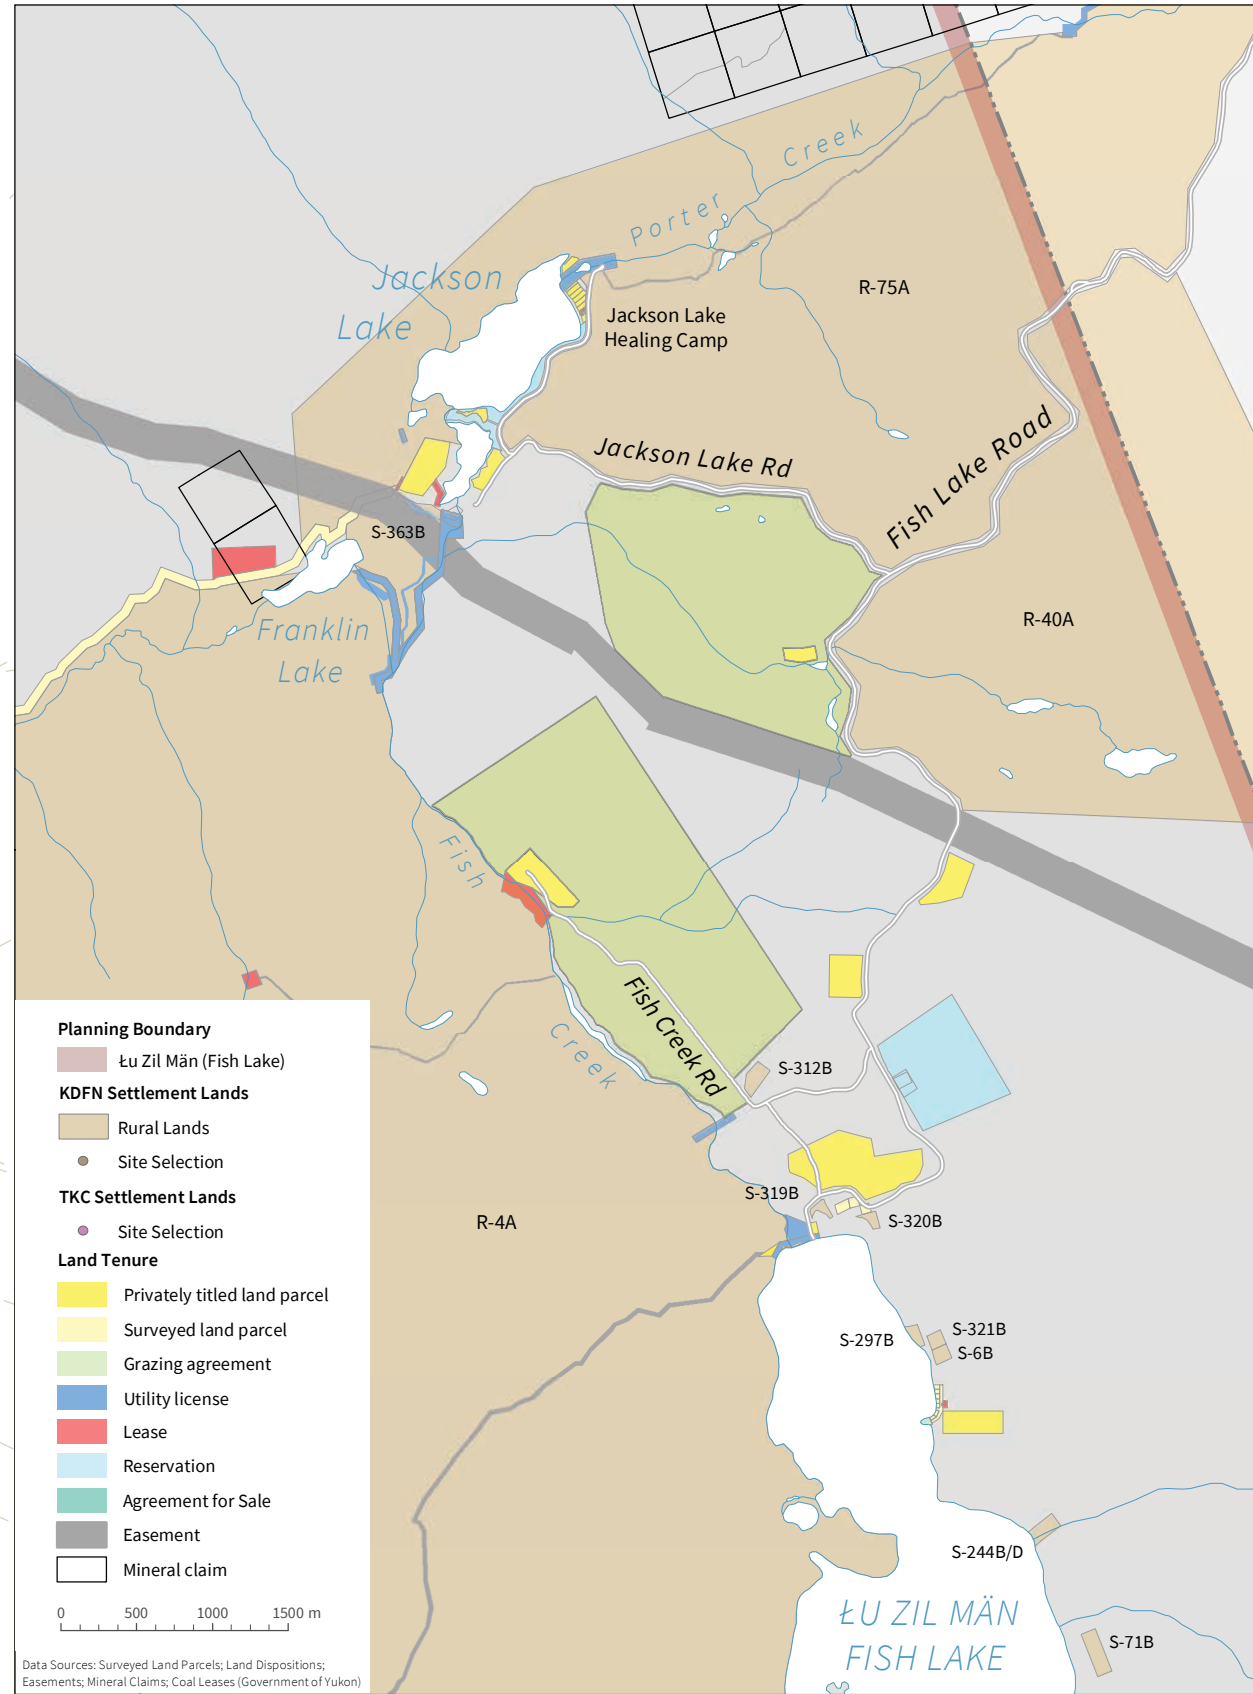 Porter Creek
Jackson
Lake
R-75A
Jackson Lake
Healing Camp
Jackson Lake Rd
Fish Lake Road
S-363B
Franklin
Lake
R-40A
Fish
Creek
Fish Creek Rd
S-312B
S-319B
S-320B
R-4A
S-297B
S-321B
S-6B
S-244B/D
ŁU ZIL MÄN
FISH LAKE
S-71B
Planning Boundary
Łu Zil Män (Fish Lake)
KDFN Settlement Lands
Rural Lands
Site Selection
TKC Settlement Lands
Site Selection
Land Tenure
Privately titled land parcel
Surveyed land parcel
Grazing agreement
Utility license
Lease
Reservation
Agreement for Sale
Easement
Mineral claim
0 500 1000 1500 m
Data Sources: Surveyed Land Parcels; Land Dispositions;
Easements; Mineral Claims; Coal Leases (Government of Yukon)